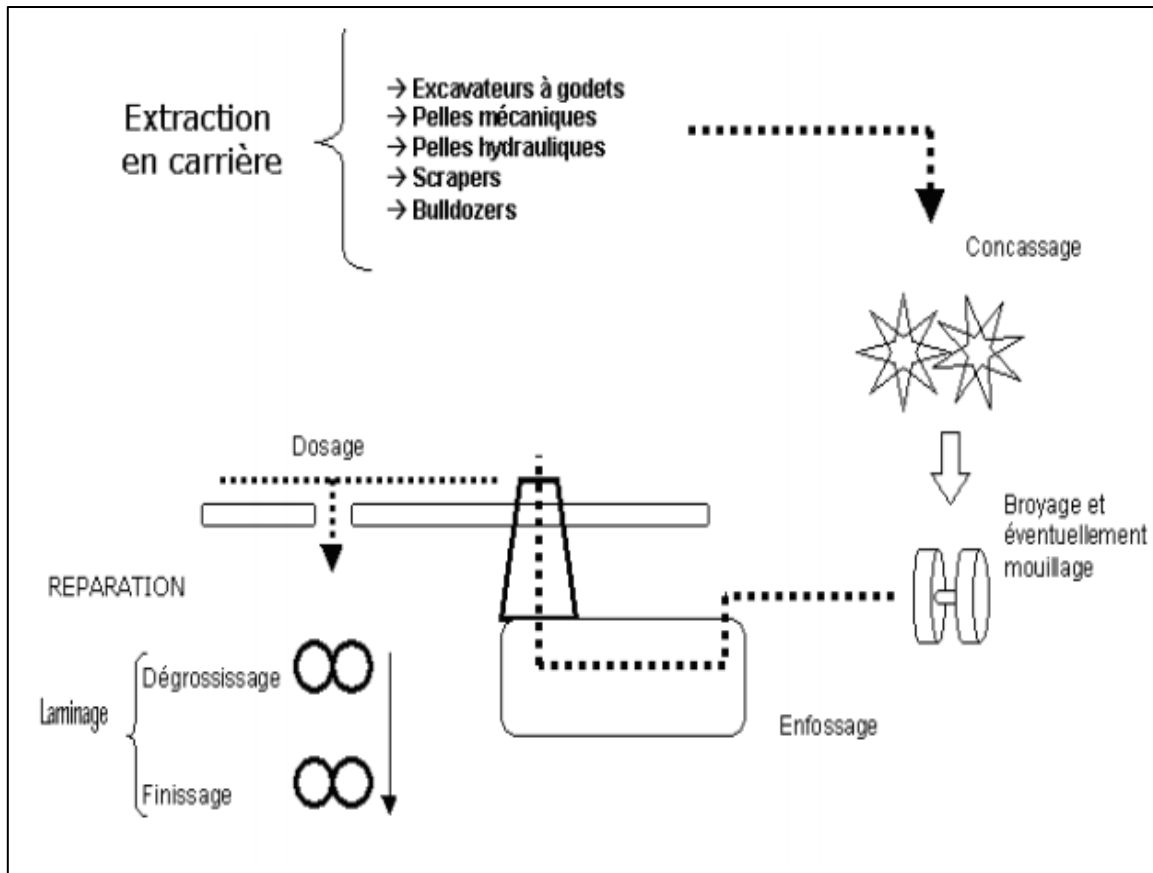 Extraction
en carrière
→ Excavateurs à godets
→ Pelles mécaniques
→ Pelles hydrauliques
→ Scrapers
→ Bulldozers
Concassage
Broyage et
éventuellement
mouillage
Enfossage
Dosage
REPARATION
Laminage
Dégrossissage
Finissage